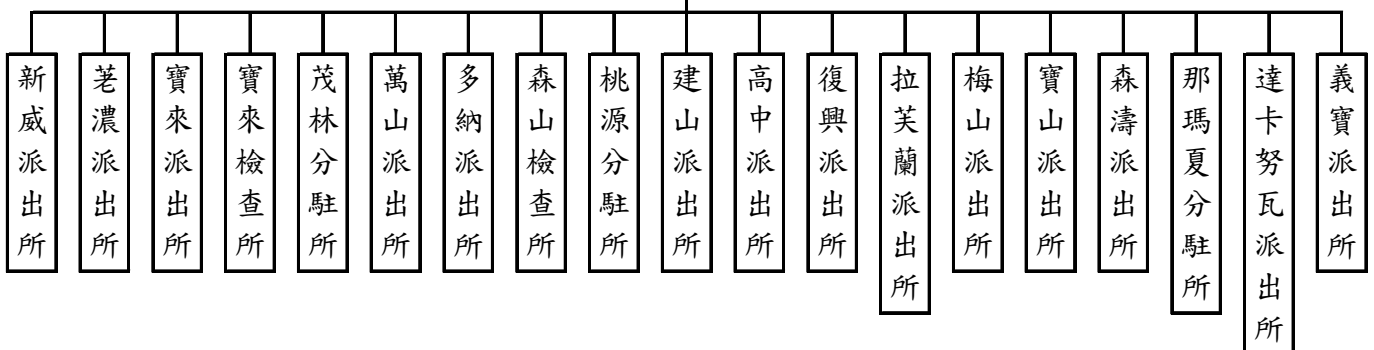 新威派出所
荖濃派出所
寶來派出所
寶來檢查所
茂林分駐所
萬山派出所
多納派出所
森山檢查所
桃源分駐所
建山派出所
高中派出所
復興派出所
拉芙蘭派出所
梅山派出所
寶山派出所
森濤派出所
那瑪夏分駐所
達卡努瓦派出所
義寶派出所